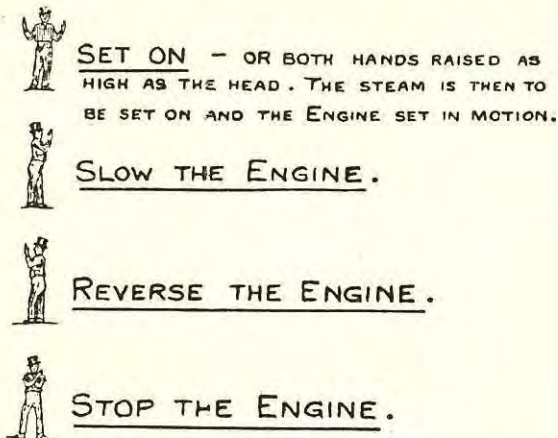 SET ON - OR BOTH HANDS RAISED AS
HIGH AS THE HEAD. THE STEAM IS THEN TO
BE SET ON AND THE ENGINE SET IN MOTION.
SLOW THE ENGINE.
REVERSE THE ENGINE.
STOP THE ENGINE.